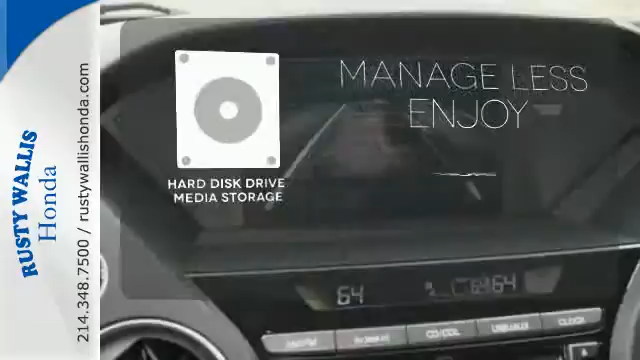 RUSTY WALLIS
Honda
214.348.7500 / rustywallishonda.com
HARD DISK DRIVE
MEDIA STORAGE
MANAGE LESS
ENJOY
64
64
CD/
CLOCK